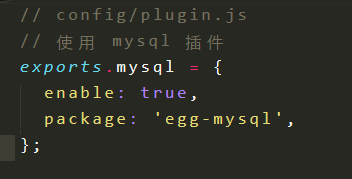 // config/plugin.js
// 使用 mysql 插件
exports.mysql = {
  enable: true,
  package: 'egg-mysql',
};